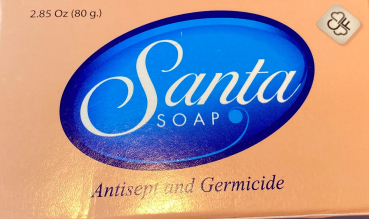 2.85 Oz (80 g.)
Santa
SOAP
Antisept and Germicide